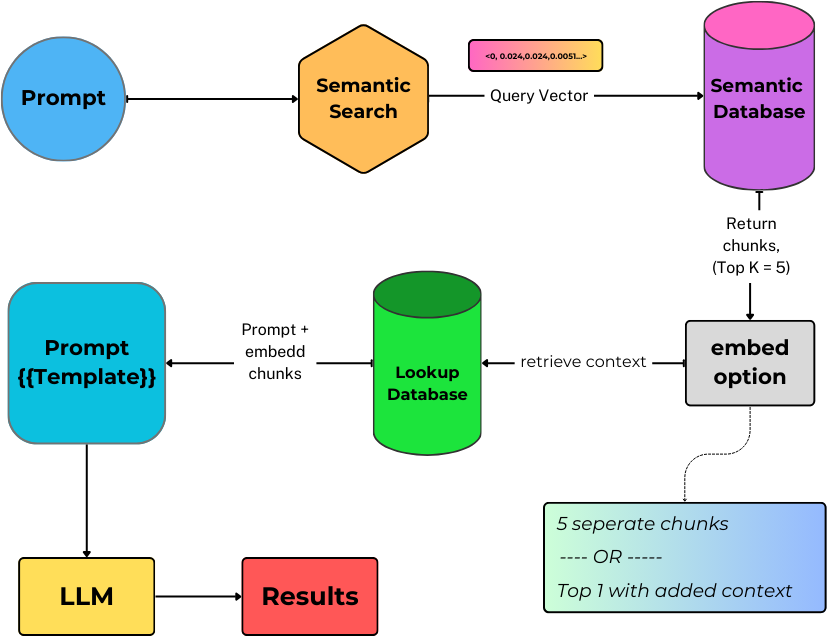 Prompt
Semantic
Search
<0, 0.024,0.024,0.0051...>
Query Vector
Semantic
Database
Return
chunks,
(Top K = 5)
embed
option
retrieve context
Lookup
Database
Prompt +
embedd
chunks
Prompt
{{Template}}
5 seperate chunks
---- OR -----
Top 1 with added context
LLM
Results